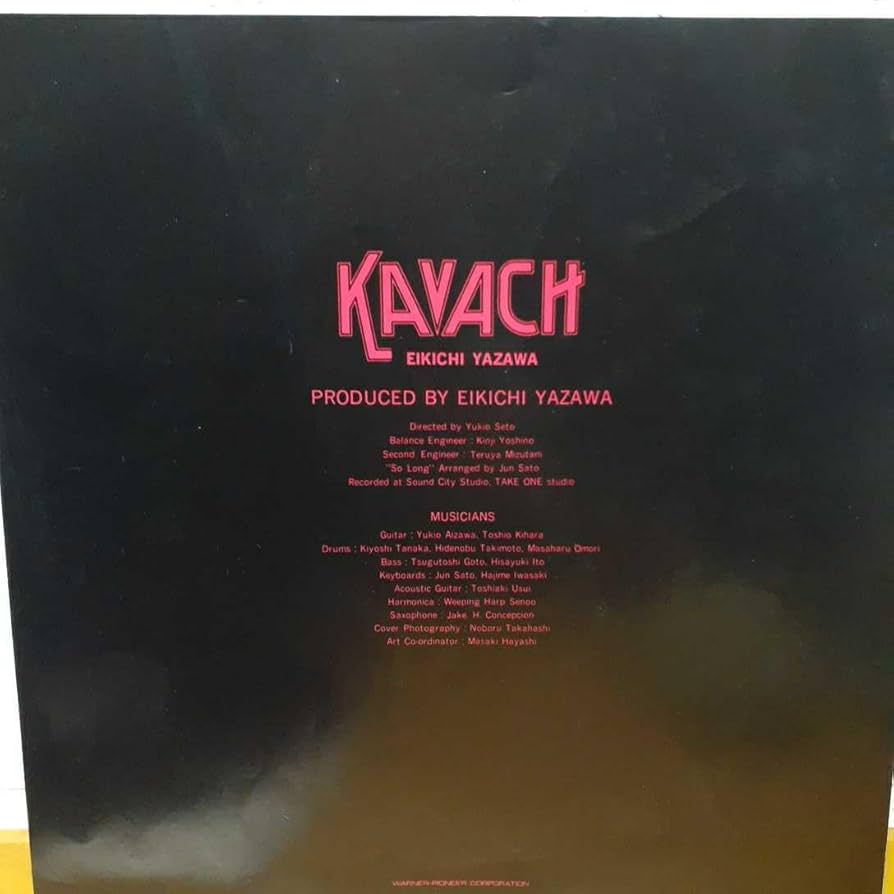 KAVACH
EIKICHI YAZAWA
PRODUCED BY EIKICHI YAZAWA
Directed by Yukio Seto
Balance Engineer : Kinji Yoshino
Second Engineer : Teruya Mizutani
"So Long" Arranged by Jun Sato
Recorded at Sound City Studio, TAKE ONE studio
MUSICIANS
Guitar : Yukio Aizawa, Toshio Kihara
Drums : Kiyoshi Tanaka, Hidenobu Takimoto, Masaharu Omori
Bass : Tsugutoshi Goto, Hisayuki Ito
Keyboards : Jun Sato, Hajime Iwasaki
Acoustic Guitar : Toshiaki Usui
Harmonica : Weeping Harp Senoo
Saxophone : Jake H. Concepcion
Cover Photography : Noboru Takahashi
Art Co-ordinator : Masaki Hayashi
WARNER-PIONEER CORPORATION